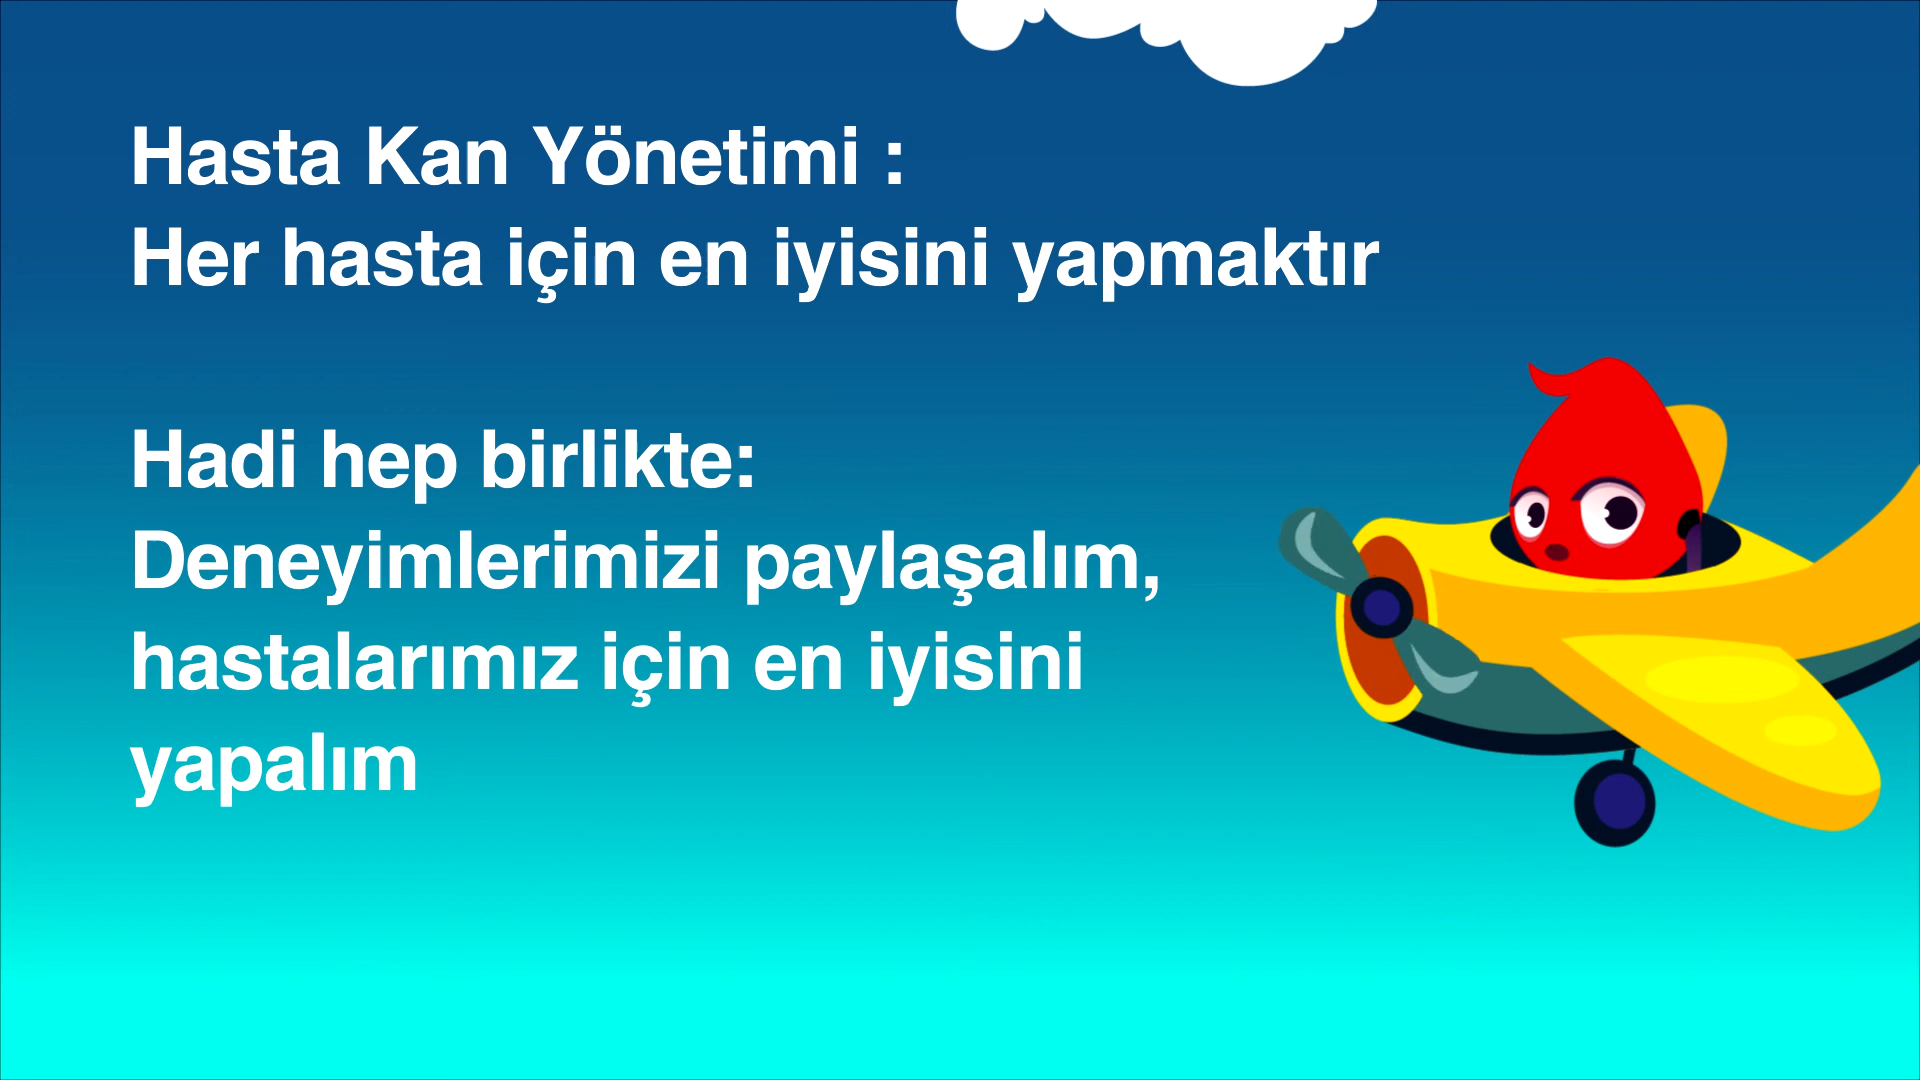 Hasta Kan Yönetimi :
Her hasta için en iyisini yapmaktır
Hadi hep birlikte:
Deneyimlerimizi paylaşalım,
hastalarımız için en iyisini
yapalım